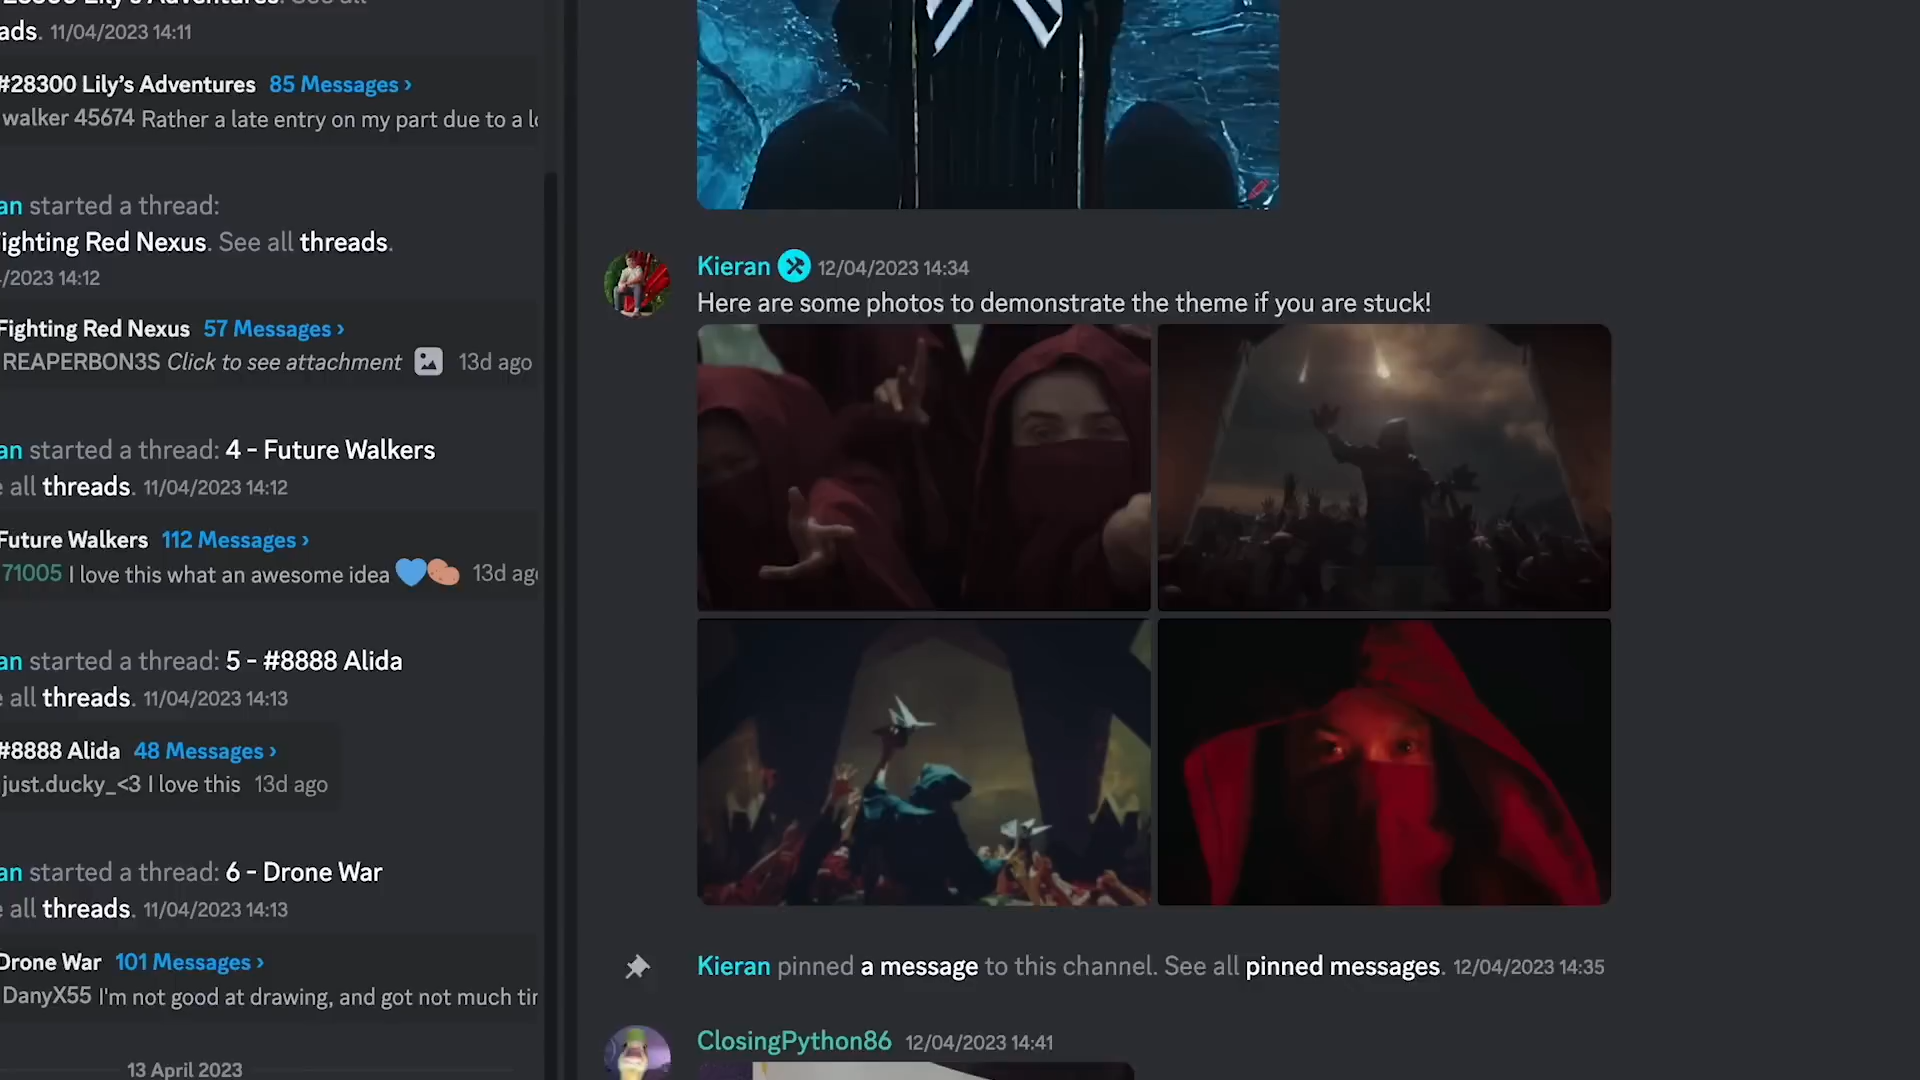 28300 Lily's Adventures. See all
ads. 11/04/2023 14:11
#28300 Lily's Adventures 85 Messages ›
walker 45674 Rather a late entry on my part due to a lo
an started a thread:
ighting Red Nexus. See all threads.
/2023 14:12
Fighting Red Nexus 57 Messages ›
REAPERBON3S Click to see attachment 13d ago
an started a thread: 4 - Future Walkers
e all threads. 11/04/2023 14:12
Future Walkers 112 Messages ›
71005 I love this what an awesome idea 💙🥔 13d ago
an started a thread: 5 - #8888 Alida
e all threads. 11/04/2023 14:13
#8888 Alida 48 Messages ›
just.ducky_<3 I love this 13d ago
an started a thread: 6 - Drone War
e all threads. 11/04/2023 14:13
Drone War 101 Messages ›
DanyX55 I'm not good at drawing, and got not much tir
13 April 2023
Kieran 12/04/2023 14:34
Here are some photos to demonstrate the theme if you are stuck!
Kieran pinned a message to this channel. See all pinned messages. 12/04/2023 14:35
ClosingPython86 12/04/2023 14:41